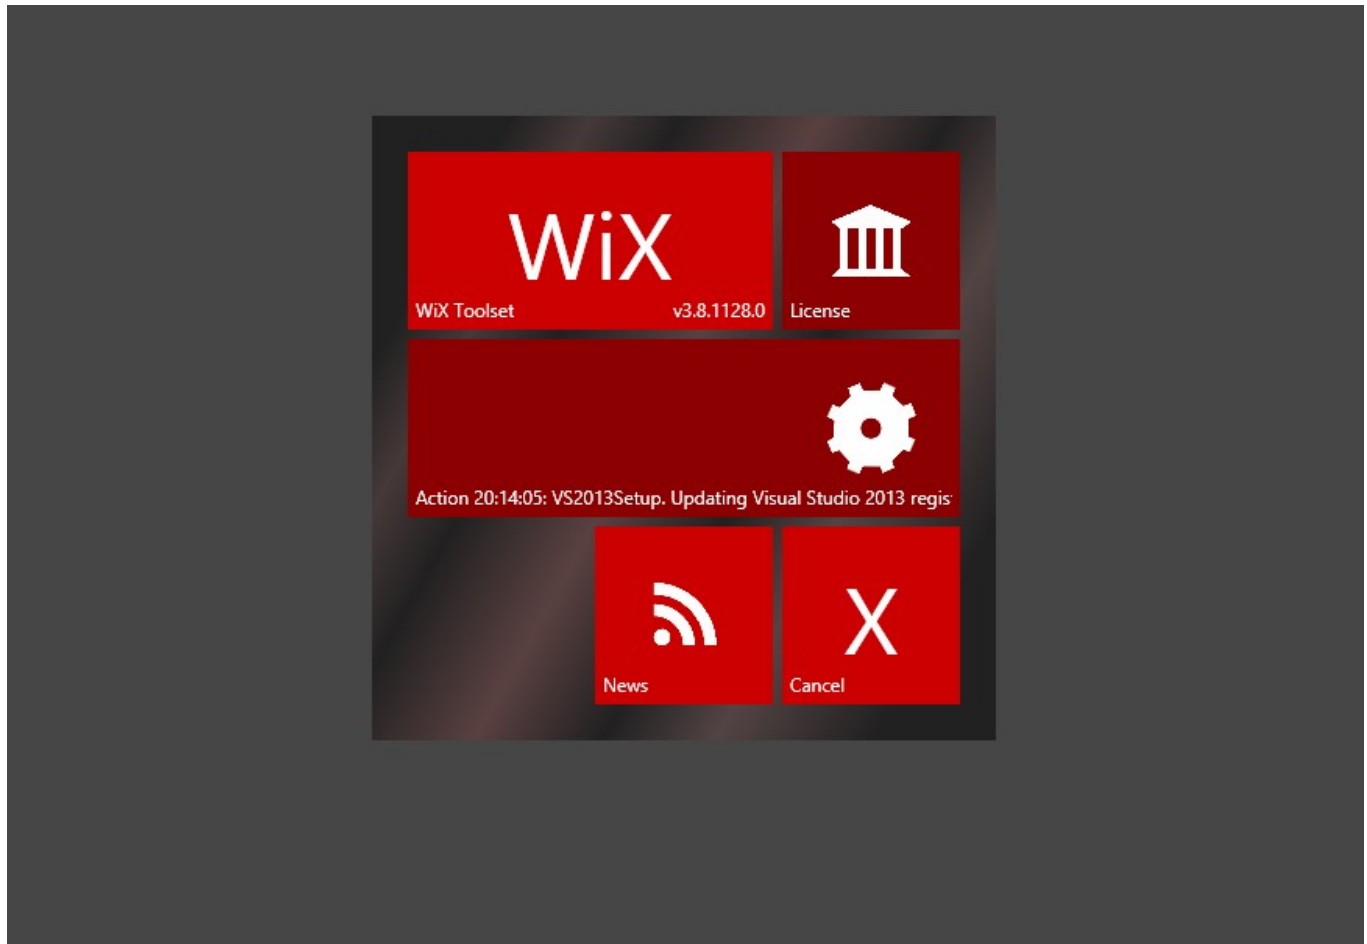 WiX
WiX Toolset v3.8.1128.0
License
Action 20:14:05: VS2013Setup. Updating Visual Studio 2013 regis
News
X
Cancel